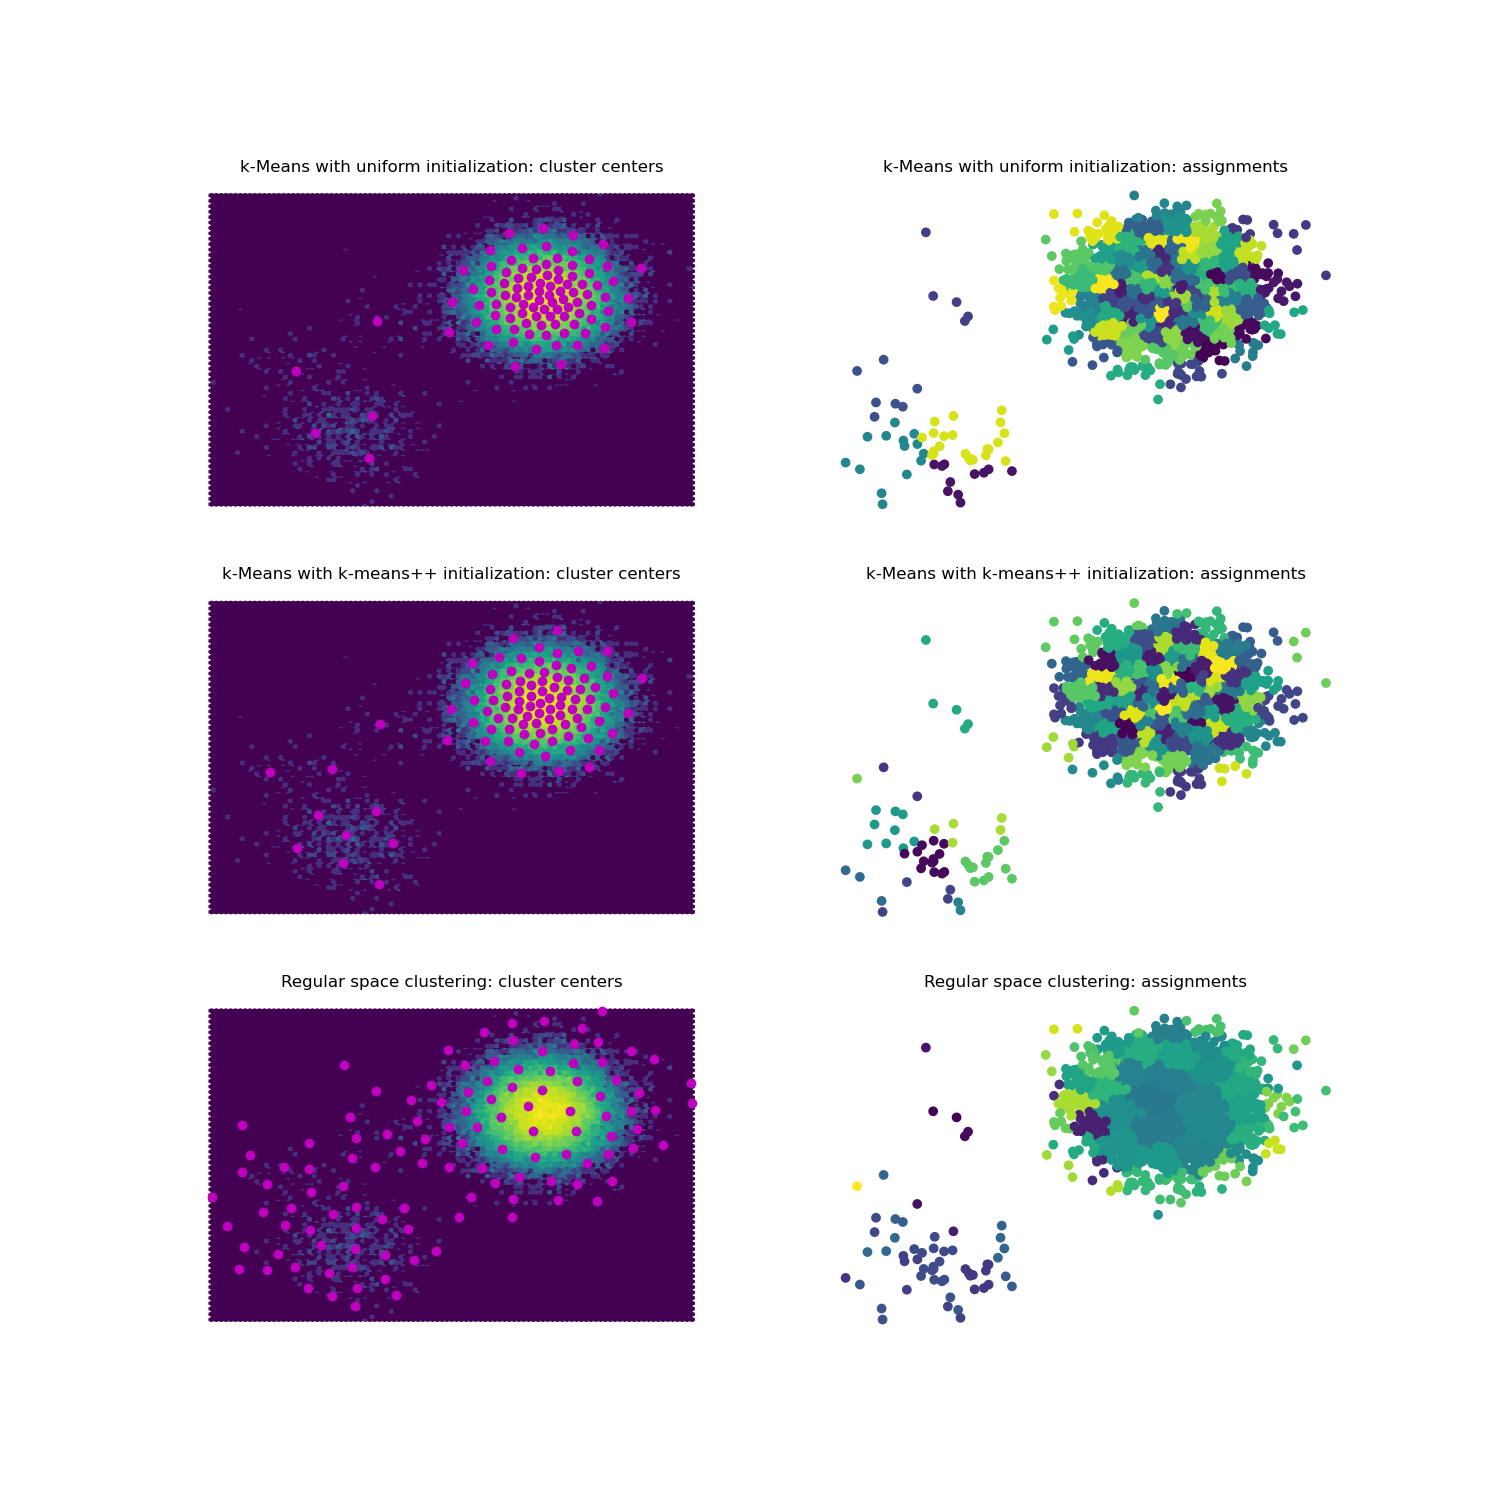 k-Means with uniform initialization: cluster centers
k-Means with uniform initialization: assignments
k-Means with k-means++ initialization: cluster centers
k-Means with k-means++ initialization: assignments
Regular space clustering: cluster centers
Regular space clustering: assignments